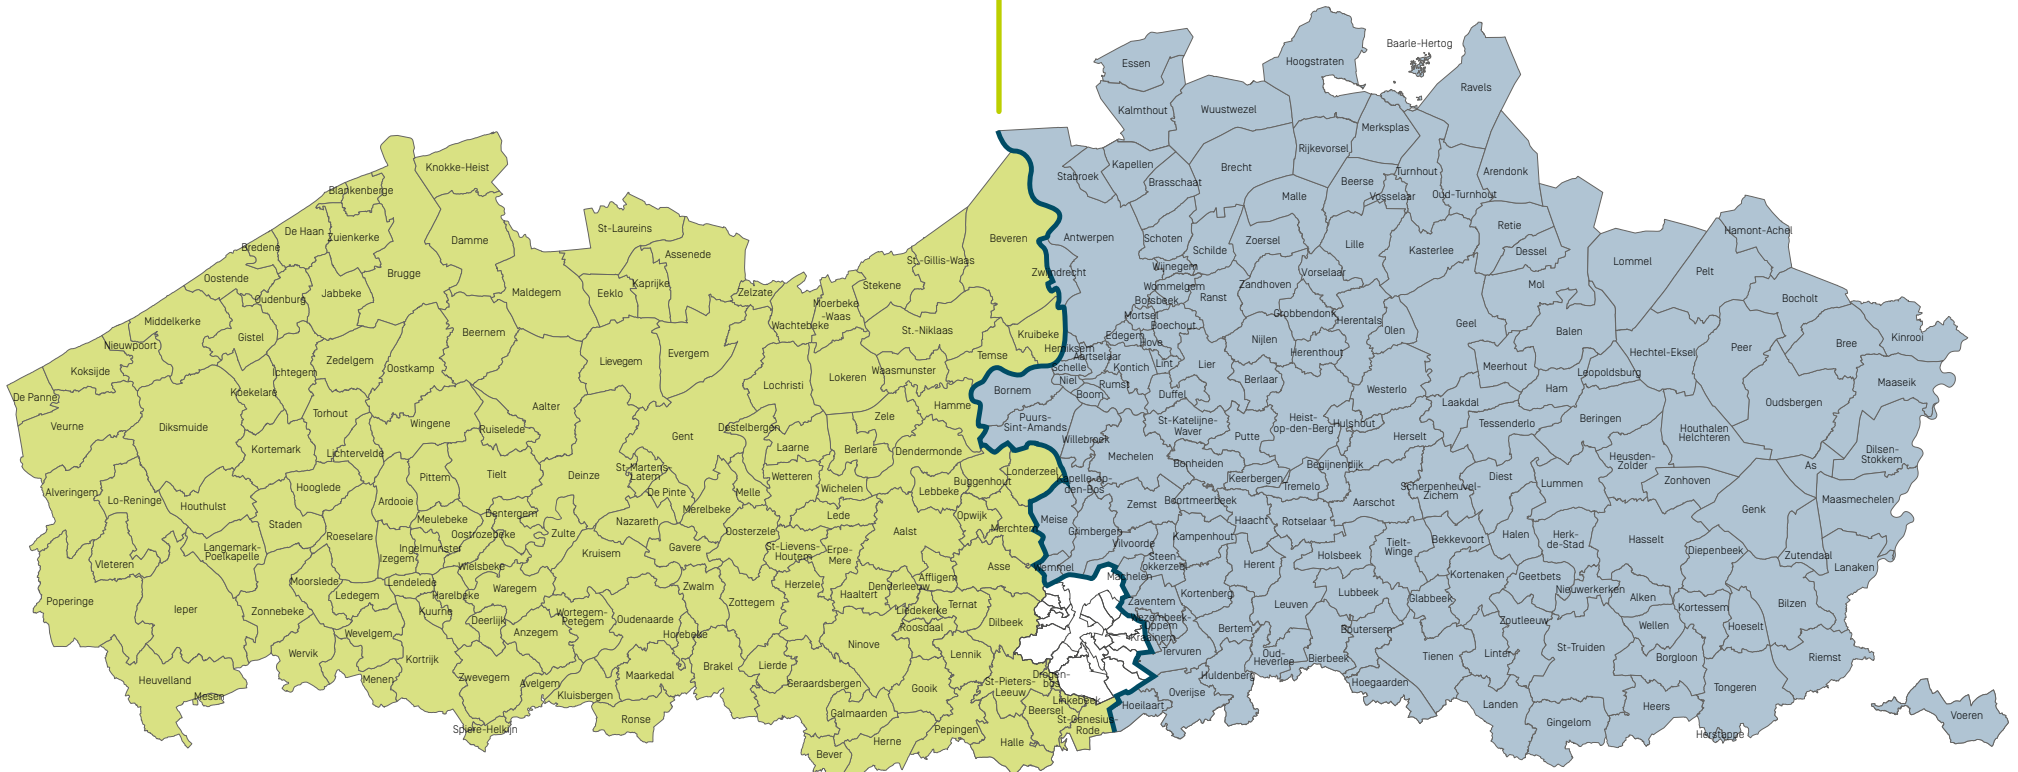 Baarle-Hertog
Essen
Hoogstraten
Ravels
Kalmthout
Wuustwezel
Merksplas
Rijkevorsel
Knokke-Heist
Kapellen
Brecht
Turnhout
Arendonk
Stabroek
Brasschaat
Beerse
Blankenberge
Malle
Vosselaar
Oud-Turnhout
St-Laureins
Retie
De Haan
Zuienkerke
Damme
Beveren
Antwerpen
Schoten
Zoersel
Lille
Hamont-Achel
Bredene
Schilde
Kasterlee
Dessel
Assenede
St.-Gillis-Waas
Wijnegem
Lommel
Oostende
Brugge
Zwijndrecht
Vorselaar
Pelt
Kaprijke
Stekene
Wommelgem
Zandhoven
Mol
Oudenburg
Jabbeke
Maldegem
Eeklo
Zelzate
Moerbeke
-Waas
Borsbeek
Ranst
Bocholt
Middelkerke
Wachtebeke
Mortsel
Boechout
Grobbendonk
Herentals
Geel
Gistel
Beernem
St.-Niklaas
Kruibeke
Edegem
Hove
Olen
Balen
Nieuwpoort
Hemiksem
Aartselaar
Nijlen
Kinrooi
Zedelgem
Lievegem
Evergem
Temse
Herenthout
Hechtel-Eksel
Peer
Bree
Koksijde
Ichtegem
Oostkamp
Lokeren
Waasmunster
Schelle
Kontich
Lint
Lier
Meerhout
Leopoldsburg
Lochristi
Niel
Rumst
Berlaar
Ham
Maaseik
De Panne
Koekelare
Bornem
Boom
Duffel
Westerlo
Laakdal
Oudsbergen
Torhout
Aalter
Hamme
Veurne
Diksmuide
Wingene
Ruiselede
Destelbergen
Zele
Puurs-
Sint-Amands
St-Katelijne-
Waver
Heist-
op-den-Berg
Hulshout
Tessenderlo
Beringen
Houthalen
Helchteren
Gent
Willebroek
Putte
Herselt
Kortemark
Lichtervelde
Laarne
Berlare
Dendermonde
Mechelen
Heusden-
Zolder
Dilsen-
Stokkem
Tielt
Deinze
St-Martens-
Latem
Wetteren
Londerzeel
Bonheiden
Begijnendijk
As
Pittem
Buggenhout
Kapelle-op-
den-Bos
Keerbergen
Tremelo
Scherpenheuvel-
Zichem
Diest
Lummen
Zonhoven
Alveringem
Lo-Reninge
Hooglede
Ardooie
De Pinte
Melle
Wichelen
Lebbeke
Zemst
Boortmeerbeek
Aarschot
Maasmechelen
Houthulst
Dentergem
Merelbeke
Lede
Opwijk
Genk
Staden
Meulebeke
Nazareth
Meise
Haacht
Rotselaar
Roeselare
Oostrozebeke
Zulte
Oosterzele
Aalst
Merchtem
Grimbergen
Kampenhout
Halen
Herk-
de-Stad
Hasselt
Langemark-
Poelkapelle
Ingelmunster
Izegem
Kruisem
Gavere
St-Lievens-
Houtem
Erpe-
Mere
Vilvoorde
Steen-
okkerzeel
Tielt-
Winge
Bekkevoort
Diepenbeek
Zutendaal
Vleteren
Wielsbeke
Asse
Wemmel
Herent
Holsbeek
Lanaken
Moorslede
Lendelede
Waregem
Zwalm
Herzele
Denderleeuw
Affligem
Machelen
Kortenaken
Geetbets
Nieuwerkerken
Poperinge
Ieper
Ledegem
Harelbeke
Zottegem
Haaltert
Ternat
Zaventem
Kortenberg
Leuven
Lubbeek
Glabbeek
Alken
Kortessem
Bilzen
Zonnebeke
Kuurne
Deerlijk
Wortegem-
Petegem
Oudenaarde
Liedekerke
Roosdaal
Dilbeek
Wezembeek-
Oppem
Kraainem
Bertem
Boutersem
Zoutleeuw
Wellen
Hoeselt
Wevelgem
Anzegem
Horebeke
Ninove
Tervuren
Oud-
Heverlee
Bierbeek
Wervik
Kortrijk
Brakel
Lierde
Lennik
Tienen
Linter
St-Truiden
Borgloon
Riemst
Heuvelland
Menen
Zwevegem
Maarkedal
Geraardsbergen
Drogen-
bos
Huldenberg
Hoegaarden
Mesen
Avelgem
Kluisbergen
Gooik
St-Pieters-
Leeuw
Linkebeek
Overijse
Tongeren
Ronse
Galmaarden
Beersel
Hoeilaart
Landen
Heers
Voeren
Spiere-Helkijn
Pepingen
St-Genesius-
Rode
Gingelom
Herstappe
Bever
Herne
Halle